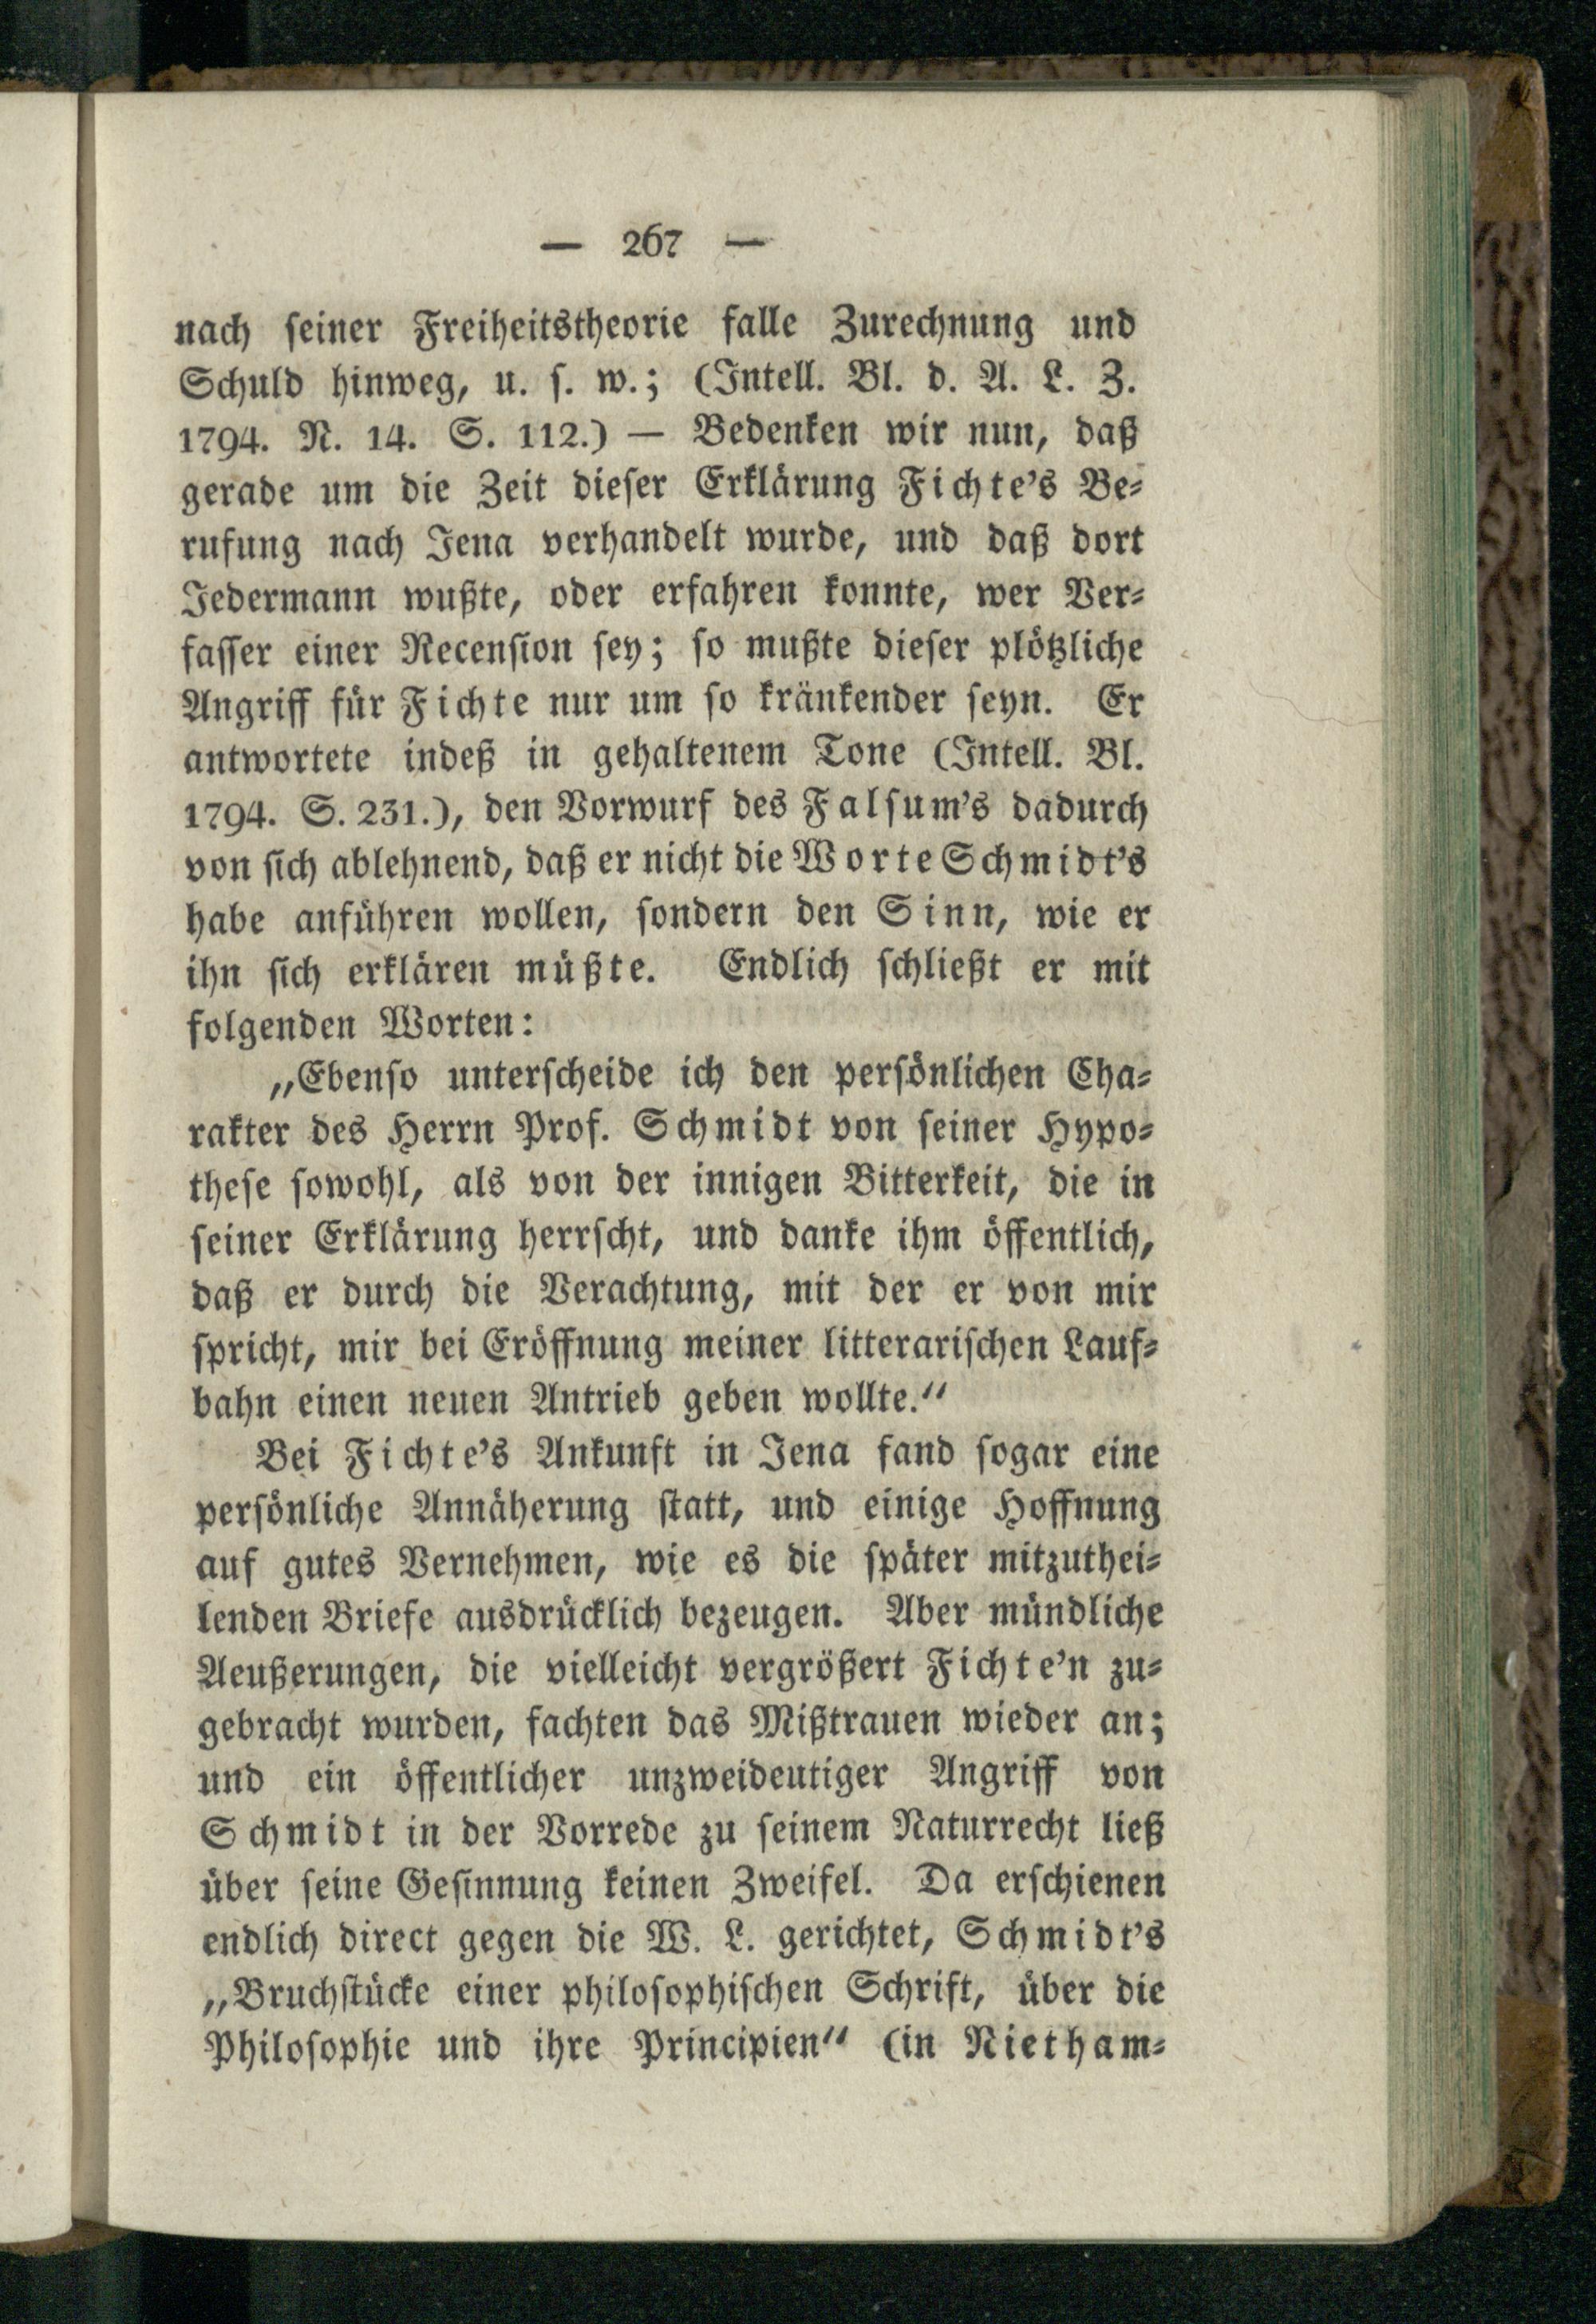 — 267 —
nach seiner Freiheitstheorie falle Zurechnung und
Schuld hinweg, u. s. w.; (Intell. Bl. d. A. L. Z.
1794. N. 14. S. 112.) — Bedenken wir nun, daß
gerade um die Zeit dieser Erklärung Fichte's Be-
rufung nach Jena verhandelt wurde, und daß dort
Jedermann wußte, oder erfahren konnte, wer Ver-
fasser einer Recension sey; so mußte dieser plötzliche
Angriff für Fichte nur um so kränkender seyn. Er
antwortete indeß in gehaltenem Tone (Intell. Bl.
1794. S. 231.), den Vorwurf des Falsum's dadurch
von sich ablehnend, daß er nicht die Worte Schmidt's
habe anführen wollen, sondern den Sinn, wie er
ihn sich erklären müßte. Endlich schließt er mit
folgenden Worten:
„Ebenso unterscheide ich den persönlichen Cha-
rakter des Herrn Prof. Schmidt von seiner Hypo-
these sowohl, als von der innigen Bitterkeit, die in
seiner Erklärung herrscht, und danke ihm öffentlich,
daß er durch die Verachtung, mit der er von mir
spricht, mir bei Eröffnung meiner litterarischen Lauf-
bahn einen neuen Antrieb geben wollte.“
Bei Fichte's Ankunft in Jena fand sogar eine
persönliche Annäherung statt, und einige Hoffnung
auf gutes Vernehmen, wie es die später mitzuthei-
lenden Briefe ausdrücklich bezeugen. Aber mündliche
Aeußerungen, die vielleicht vergrößert Fichte'n zu-
gebracht wurden, fachten das Mißtrauen wieder an;
und ein öffentlicher unzweideutiger Angriff von
Schmidt in der Vorrede zu seinem Naturrecht ließ
über seine Gesinnung keinen Zweifel. Da erschienen
endlich direct gegen die W. L. gerichtet, Schmidt's
„Bruchstücke einer philosophischen Schrift, über die
Philosophie und ihre Principien“ (in Nietham-